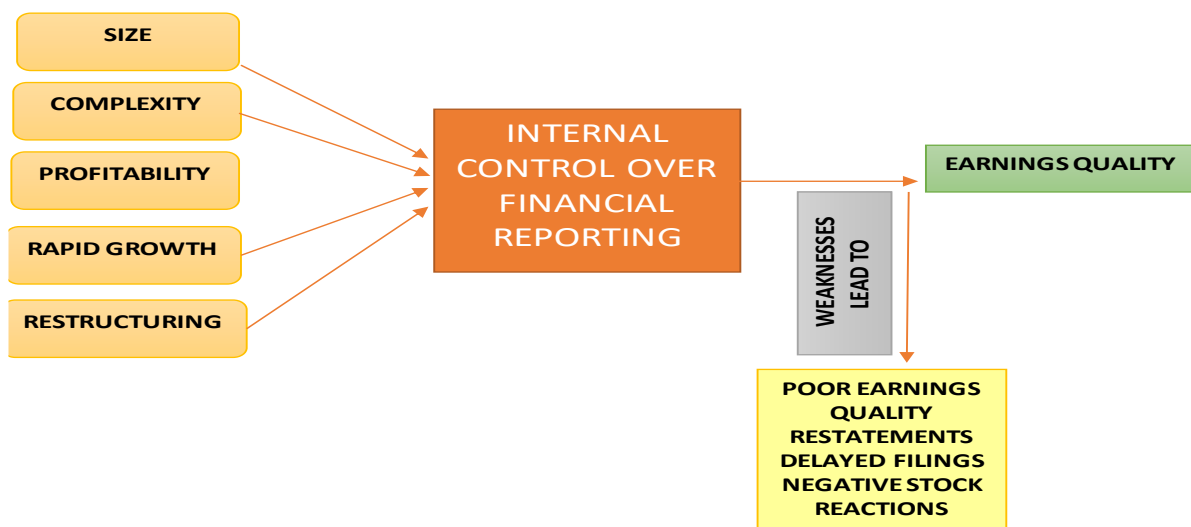 SIZE
COMPLEXITY
PROFITABILITY
RAPID GROWTH
RESTRUCTURING
INTERNAL
CONTROL OVER
FINANCIAL
REPORTING
EARNINGS QUALITY
WEAKNESSES
LEAD TO
POOR EARNINGS
QUALITY
RESTATEMENTS
DELAYED FILINGS
NEGATIVE STOCK
REACTIONS